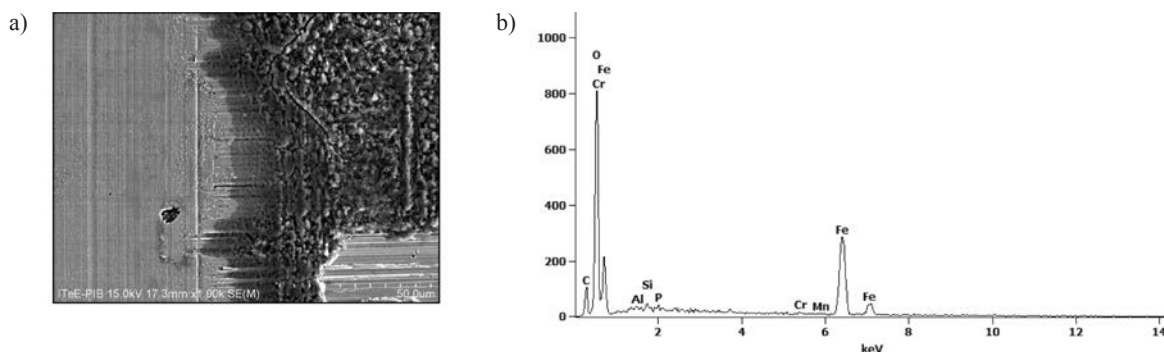 a)
ITeE-PIB 15.0kV 17.3mm x1.00k SE(M)
50.0um
b)
1000
800
600
400
200
0
O
Fe
Cr
C
Al
Si
P
Cr
Mn
Fe
Fe
2
4
6
8
10
12
14
keV